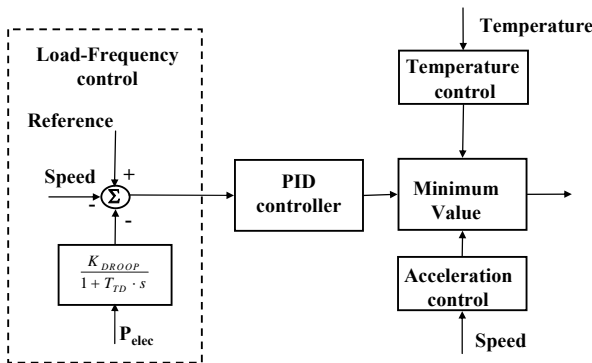 Temperature
Load-Frequency
control
Temperature
control
Reference
+
Speed
-
Σ
-
PID
controller
Minimum
Value
K_DROOP
1 + T_TD · s
Acceleration
control
P_elec
Speed